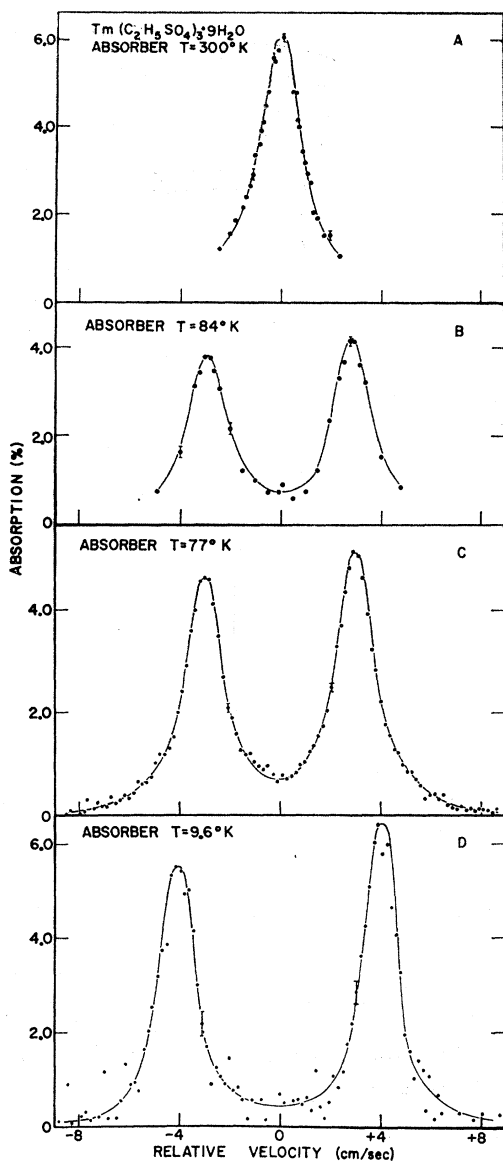 Tm(C₂H₅SO₄)₃·9H₂O
ABSORBER T=300°K
A
6.0
4.0
2.0
0
ABSORBER T=84°K
B
4.0
2.0
0
ABSORBER T=77°K
C
4.0
2.0
0
ABSORBER T=9.6°K
D
6.0
4.0
2.0
0
ABSORPTION (%)
-8 -4 0 +4 +8
RELATIVE VELOCITY (cm/sec)